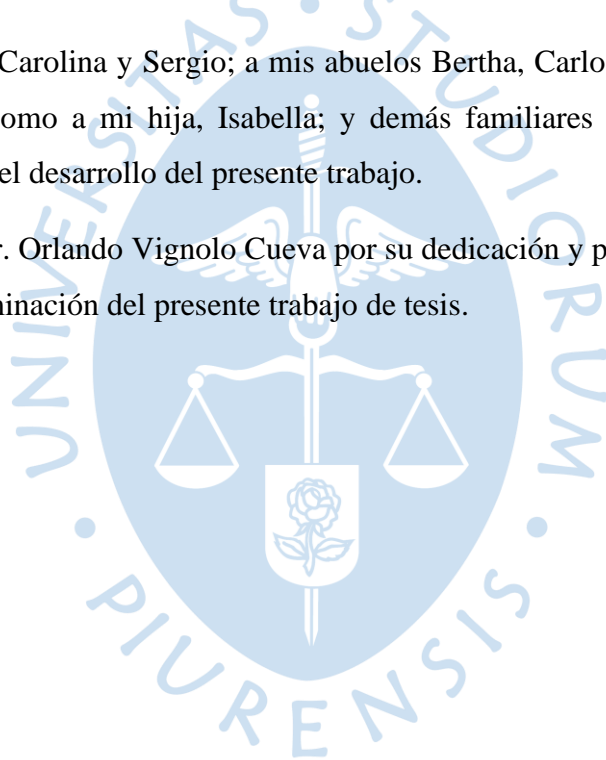 Carolina y Sergio; a mis abuelos Bertha, Carlo
omo a mi hija, Isabella; y demás familiares
el desarrollo del presente trabajo.
r. Orlando Vignolo Cueva por su dedicación y p
minación del presente trabajo de tesis.
UNIVERSITAS • STUDIORUM • PIURENSIS •